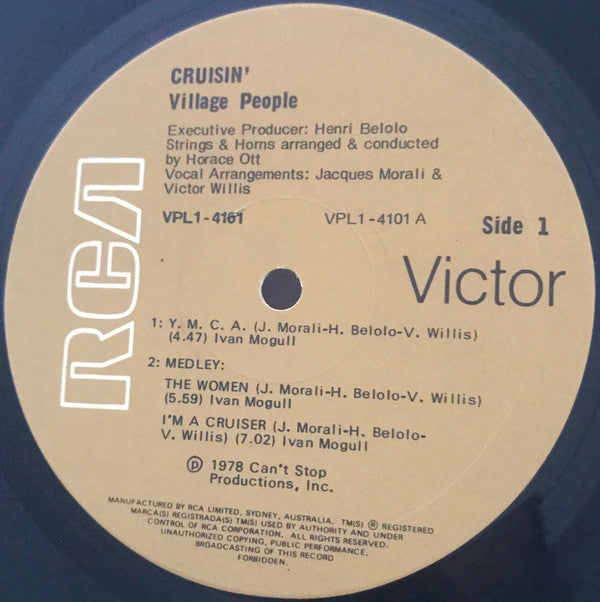 CRUISIN'
Village People
Executive Producer: Henri Belolo
Strings & Horns arranged & conducted
by Horace Ott
Vocal Arrangements: Jacques Morali &
Victor Willis
VPL1-4161 VPL1-4101 A Side 1
RCA Victor
1: Y. M. C. A. (J. Morali-H. Belolo-V. Willis)
(4.47) Ivan Mogull
2: MEDLEY:
THE WOMEN (J. Morali-H. Belolo-V. Willis)
(5.59) Ivan Mogull
I'M A CRUISER (J. Morali-H. Belolo-
V. Willis) (7.02) Ivan Mogull
℗ 1978 Can't Stop
Productions, Inc.
MANUFACTURED BY RCA LIMITED, SYDNEY, AUSTRALIA. TM(S) ® REGISTERED
MARCA(S) REGISTRADA(S) TM(S) USED BY AUTHORITY AND UNDER
CONTROL OF RCA CORPORATION. ALL RIGHTS RESERVED.
UNAUTHORIZED COPYING, PUBLIC PERFORMANCE,
BROADCASTING OF THIS RECORD
FORBIDDEN.